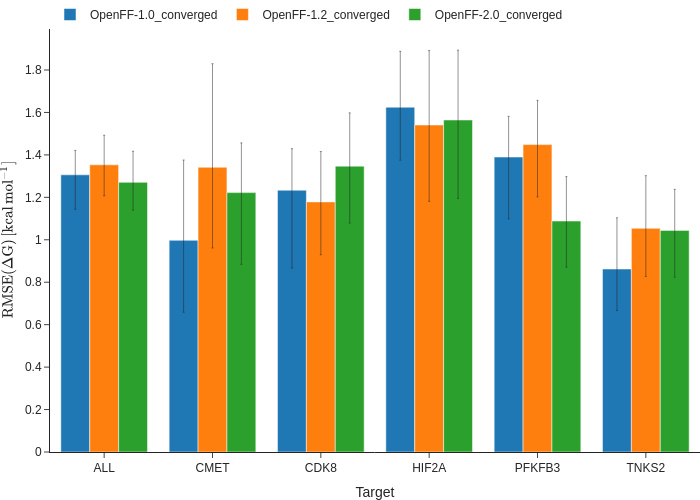 OpenFF-1.0_converged OpenFF-1.2_converged OpenFF-2.0_converged
RMSE(ΔG) [kcal mol⁻¹]
1.8
1.6
1.4
1.2
1
0.8
0.6
0.4
0.2
0
ALL CMET CDK8 HIF2A PFKFB3 TNKS2
Target